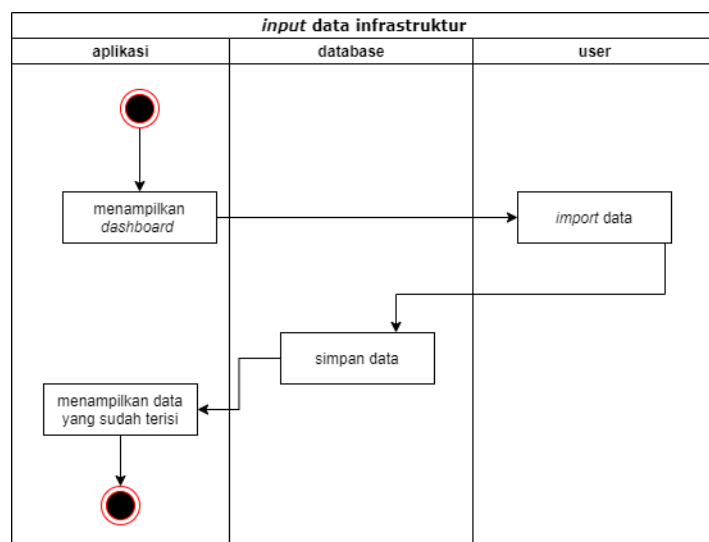 input data infrastruktur
aplikasi
database
user
menampilkan
dashboard
import data
simpan data
menampilkan data
yang sudah terisi